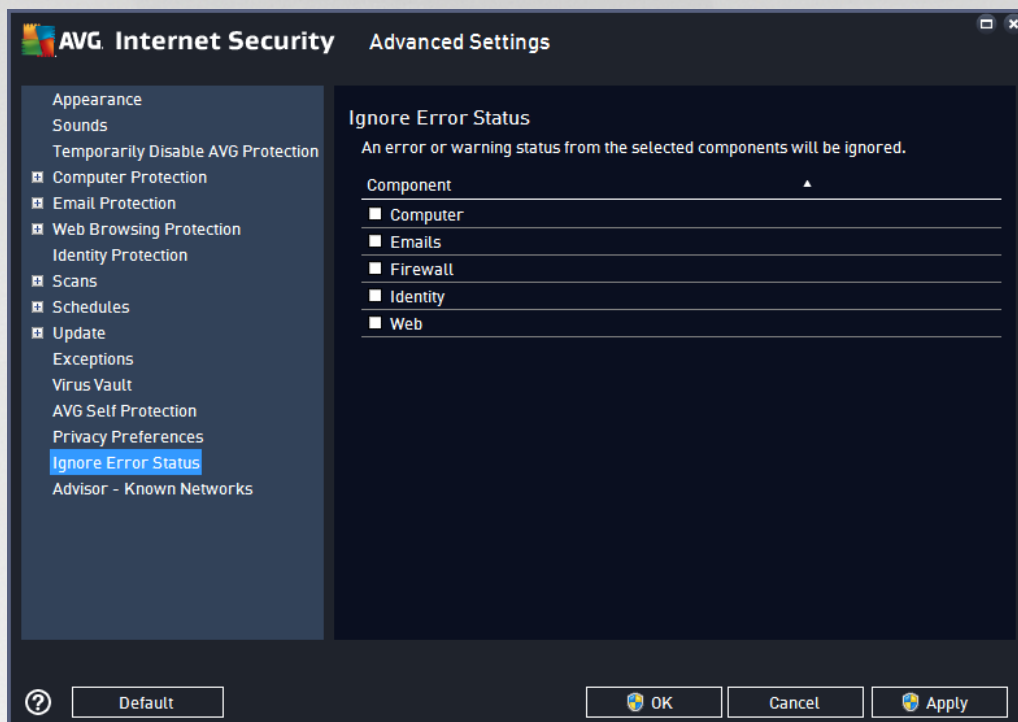 AVG. Internet Security Advanced Settings
Appearance
Sounds
Temporarily Disable AVG Protection
Computer Protection
Email Protection
Web Browsing Protection
Identity Protection
Scans
Schedules
Update
Exceptions
Virus Vault
AVG Self Protection
Privacy Preferences
Ignore Error Status
Advisor - Known Networks
Ignore Error Status
An error or warning status from the selected components will be ignored.
Component
Computer
Emails
Firewall
Identity
Web
Default
OK
Cancel
Apply